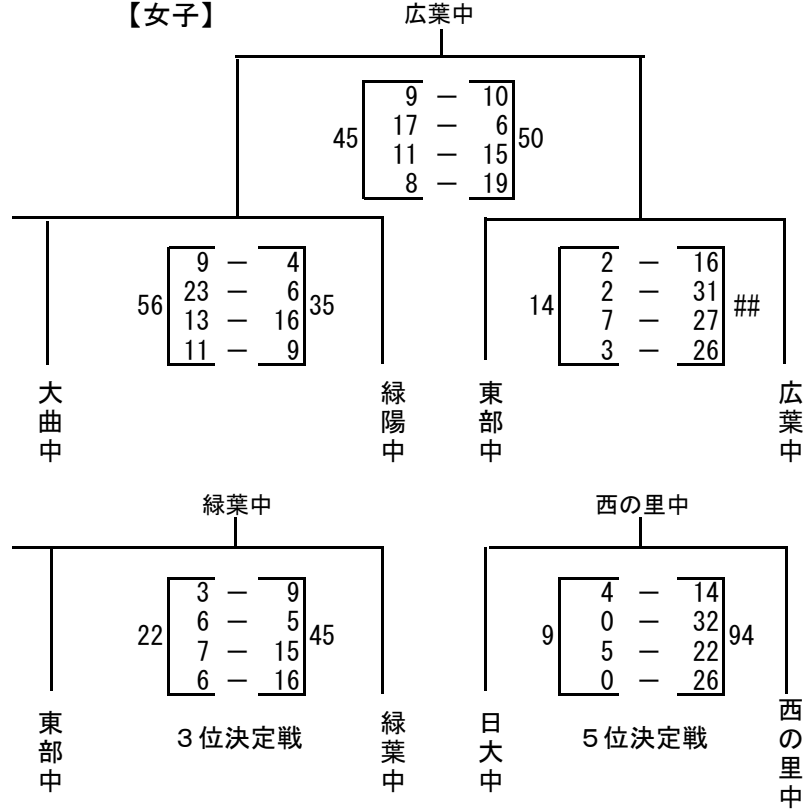 【女子】
広葉中
45
9 － 10
17 － 6
11 － 15
8 － 19
50
56
9 － 4
23 － 6
13 － 16
11 － 9
35
14
2 － 16
2 － 31
7 － 27
3 － 26
##
大曲中
緑陽中
東部中
広葉中
緑葉中
22
3 － 9
6 － 5
7 － 15
6 － 16
45
西の里中
9
4 － 14
0 － 32
5 － 22
0 － 26
94
東部中
３位決定戦
緑葉中
日大中
５位決定戦
西の里中